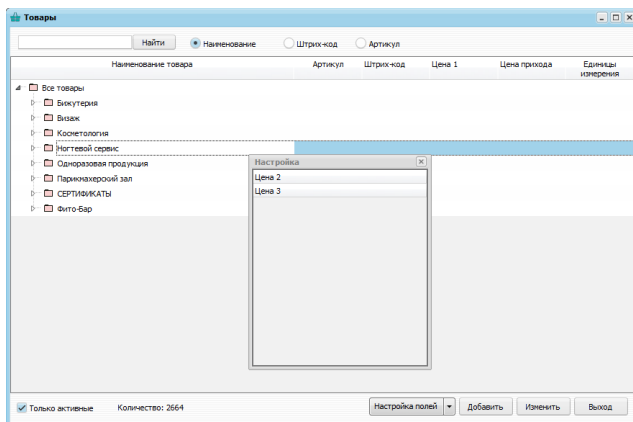 Товары
Найти Наименование Штрих-код Артикул
Наименование товара Артикул Штрих-код Цена 1 Цена прихода Единицы измерения
Все товары
Бижутерия
Визаж
Косметология
Ногтевой сервис
Одноразовая продукция
Парикмахерский зал
СЕРТИФИКАТЫ
Фито-Бар
Настройка
Цена 2
Цена 3
Только активные Количество: 2664 Настройка полей Добавить Изменить Выход